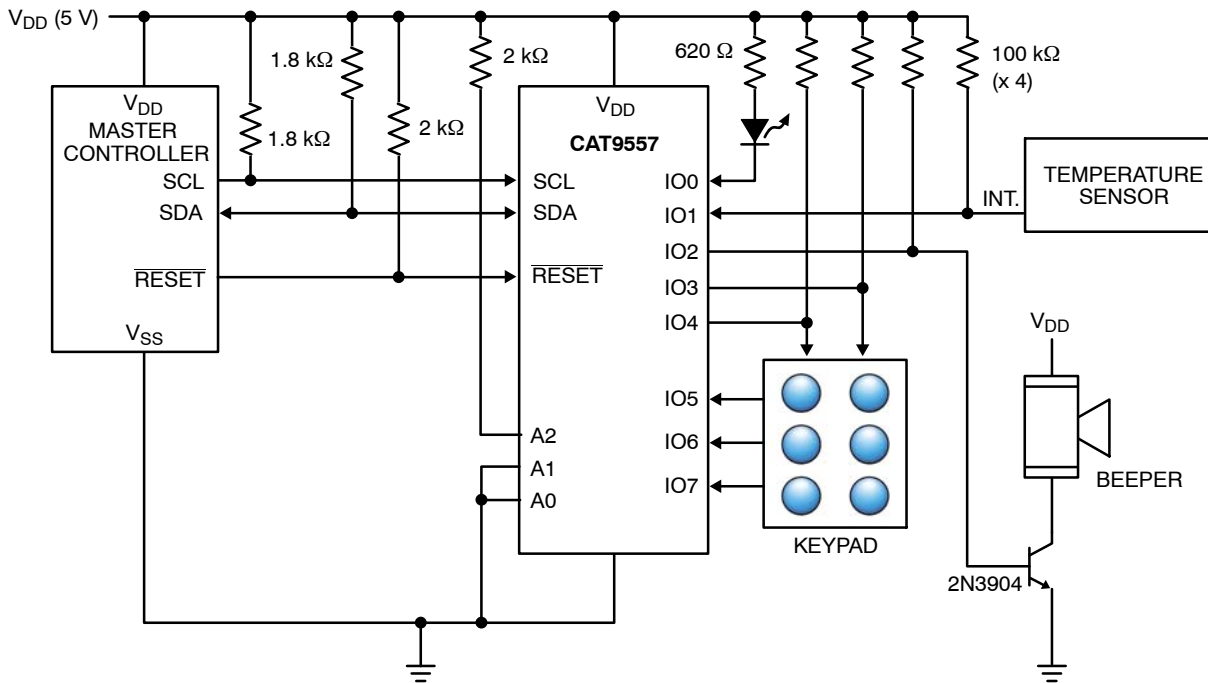 VDD (5 V)
1.8 kΩ
1.8 kΩ
2 kΩ
2 kΩ
620 Ω
100 kΩ
(x 4)
VDD
MASTER
CONTROLLER
SCL
SDA
RESET
VSS
VDD
CAT9557
SCL
SDA
RESET
A2
A1
A0
IO0
IO1
IO2
IO3
IO4
IO5
IO6
IO7
KEYPAD
INT.
TEMPERATURE
SENSOR
VDD
BEEPER
2N3904